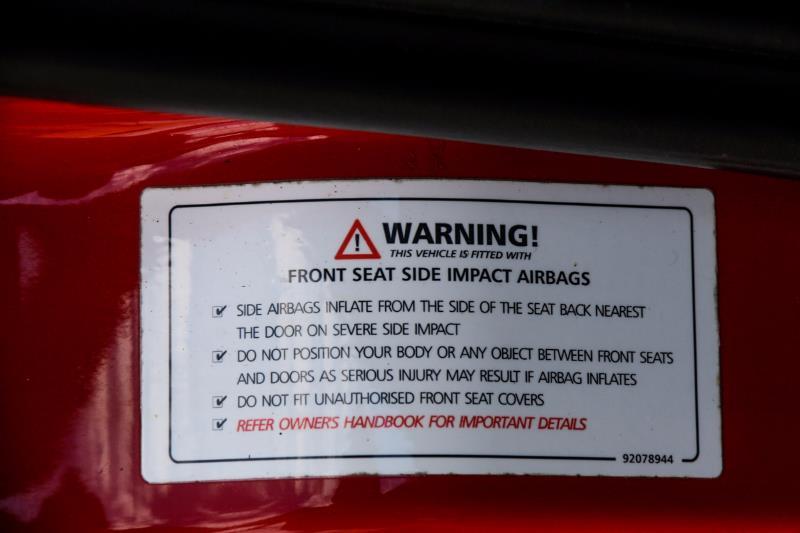 WARNING!
THIS VEHICLE IS FITTED WITH
FRONT SEAT SIDE IMPACT AIRBAGS
SIDE AIRBAGS INFLATE FROM THE SIDE OF THE SEAT BACK NEAREST
THE DOOR ON SEVERE SIDE IMPACT
DO NOT POSITION YOUR BODY OR ANY OBJECT BETWEEN FRONT SEATS
AND DOORS AS SERIOUS INJURY MAY RESULT IF AIRBAG INFLATES
DO NOT FIT UNAUTHORISED FRONT SEAT COVERS
REFER OWNER'S HANDBOOK FOR IMPORTANT DETAILS
92078944